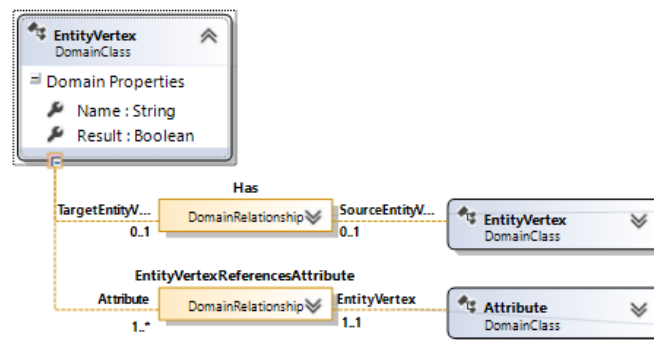 EntityVertex
DomainClass
Domain Properties
Name : String
Result : Boolean
Has
TargetEntityV... DomainRelationship SourceEntityV... EntityVertex
0..1 0..1 DomainClass
EntityVertexReferencesAttribute
Attribute DomainRelationship EntityVertex Attribute
1..* 1..1 DomainClass